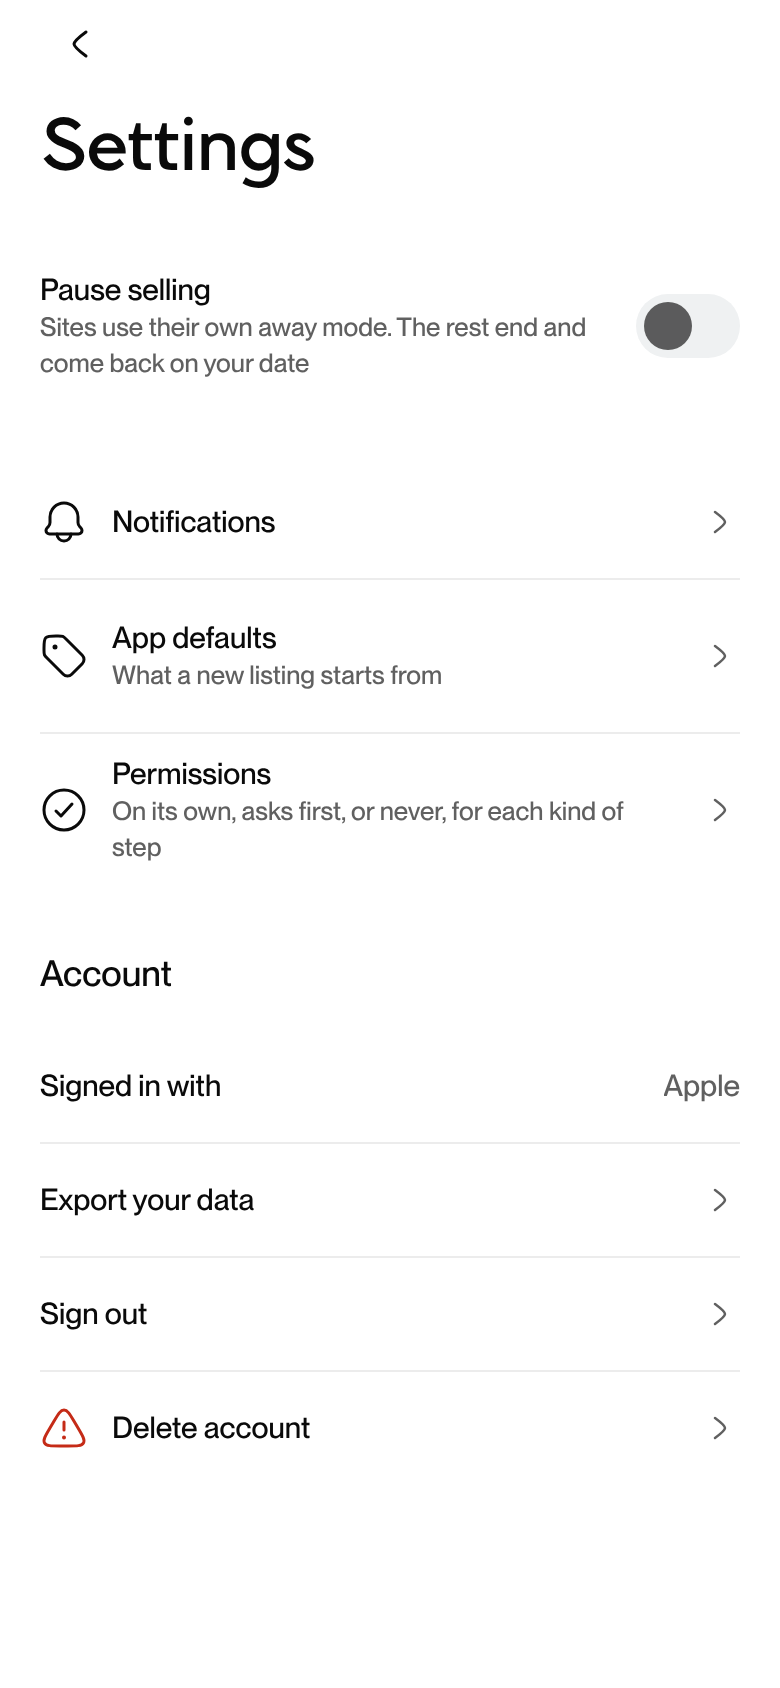 Settings
Pause selling
Sites use their own away mode. The rest end and
come back on your date
Notifications
App defaults
What a new listing starts from
Permissions
On its own, asks first, or never, for each kind of
step
Account
Signed in with Apple
Export your data
Sign out
Delete account